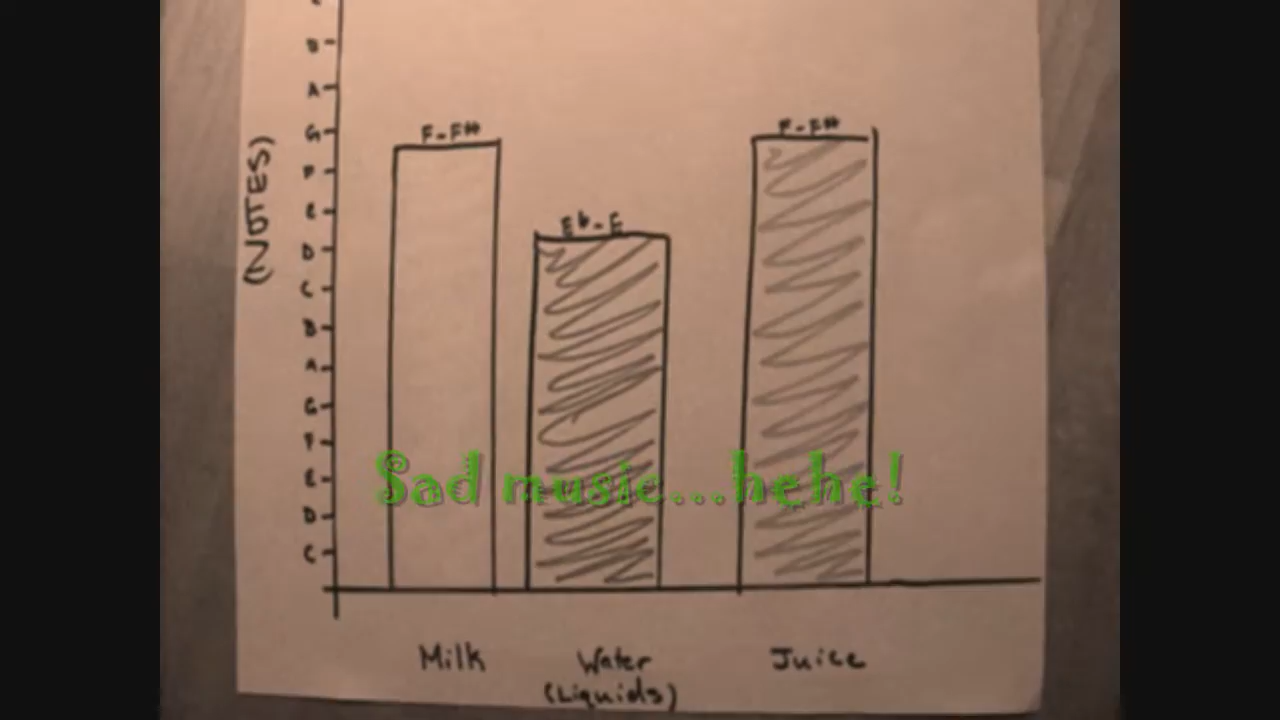 B
A
G
F
E
D
C
B
A
G
F
E
D
C
(NOTES)
F-F#
Eb-E
F-F#
Sad music...hehe!
Milk Water Juice
(Liquids)